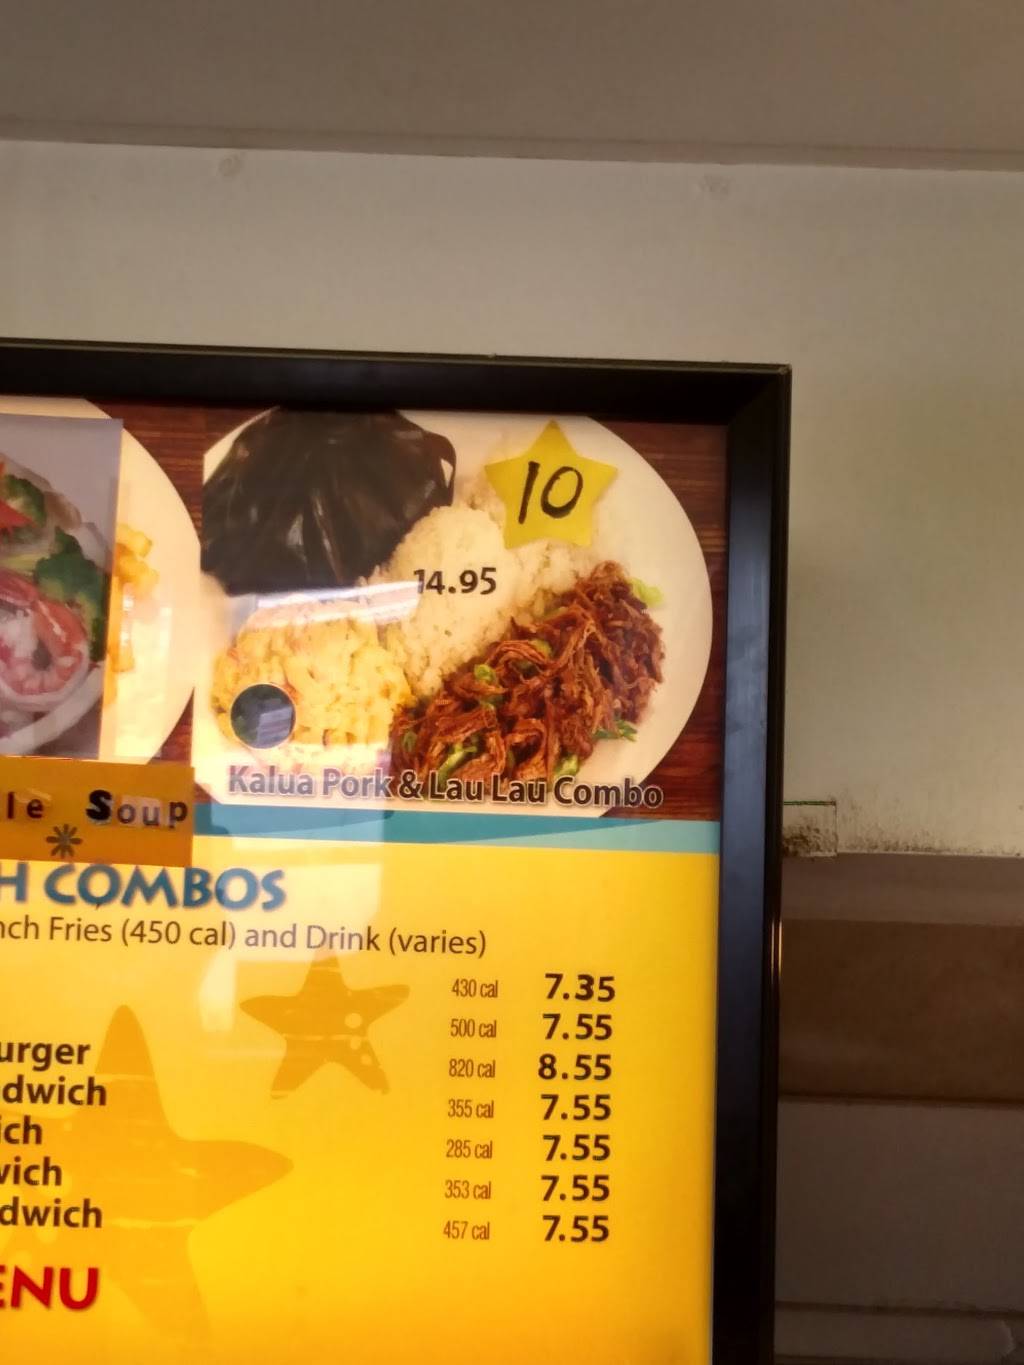 10
14.95
Kalua Pork & Lau Lau Combo
le Soup
H COMBOS
nch Fries (450 cal) and Drink (varies)
430 cal 7.35
500 cal 7.55
urger 820 cal 8.55
dwich 355 cal 7.55
ich 285 cal 7.55
wich 353 cal 7.55
dwich 457 cal 7.55
ENU